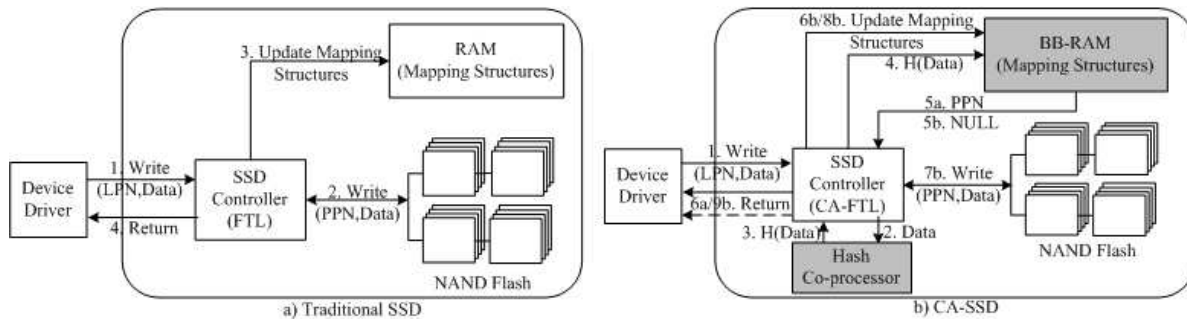 3. Update Mapping
Structures
RAM
(Mapping Structures)
Device
Driver
1. Write
(LPN,Data)
4. Return
SSD
Controller
(FTL)
2. Write
(PPN,Data)
NAND Flash
a) Traditional SSD
6b/8b. Update Mapping
Structures
4. H(Data)
BB-RAM
(Mapping Structures)
5a. PPN
5b. NULL
Device
Driver
1. Write
(LPN,Data)
6a/9b. Return
SSD
Controller
(CA-FTL)
7b. Write
(PPN,Data)
3. H(Data)
2. Data
Hash
Co-processor
NAND Flash
b) CA-SSD